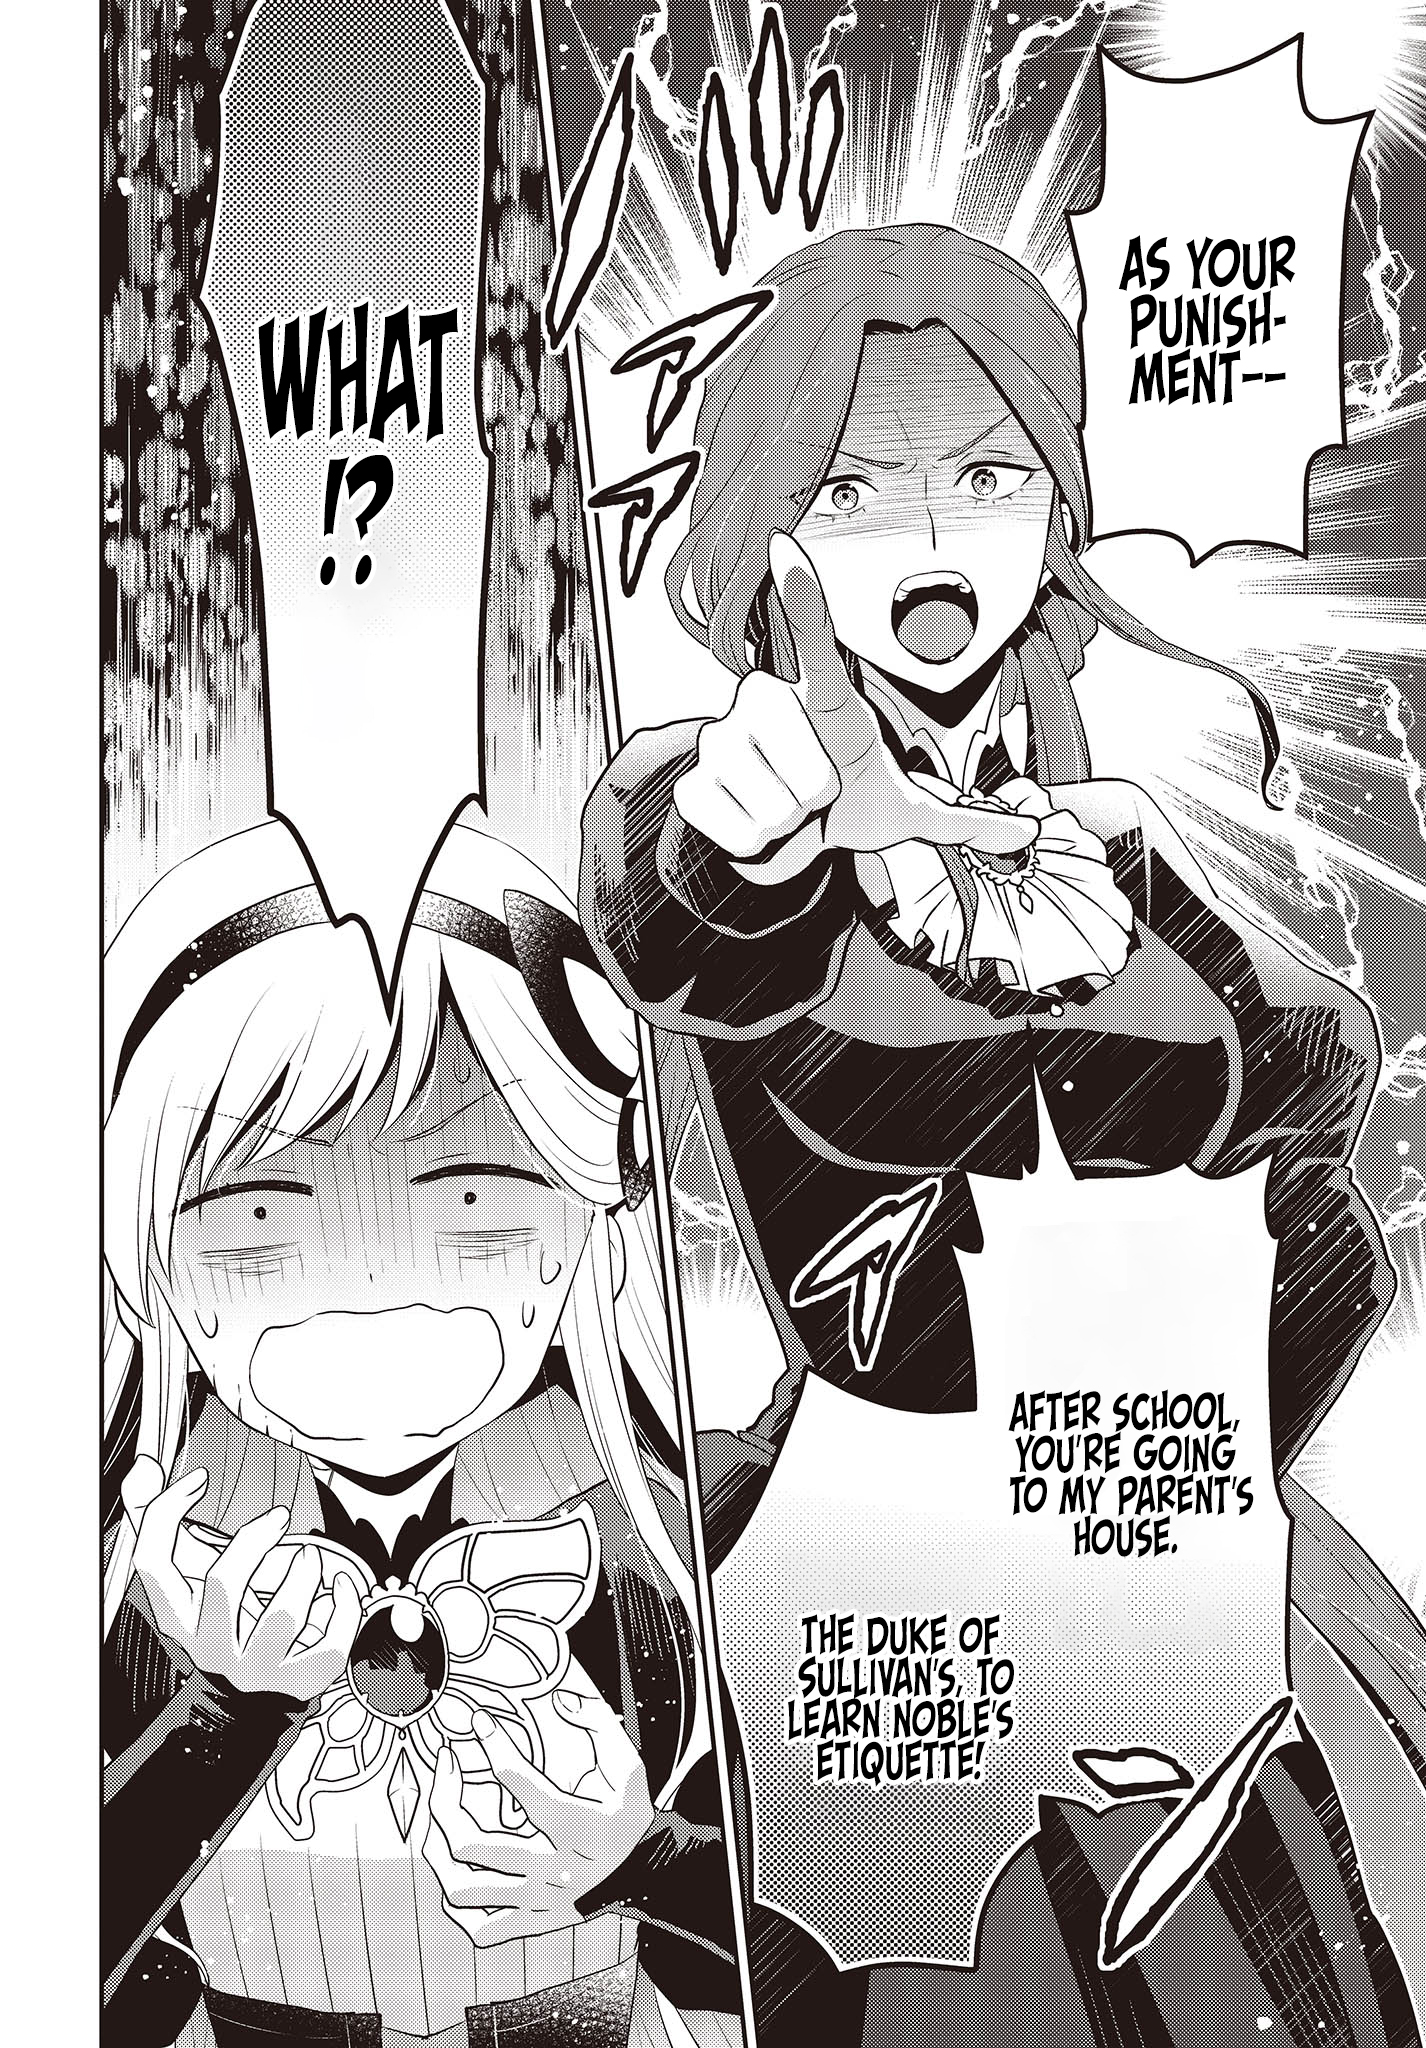 AS YOUR
PUNISH-
MENT--
AFTER SCHOOL,
YOU'RE GOING
TO MY PARENT'S
HOUSE.
THE DUKE OF
SULLIVAN'S, TO
LEARN NOBLE'S
ETIQUETTE!
WHAT
!?